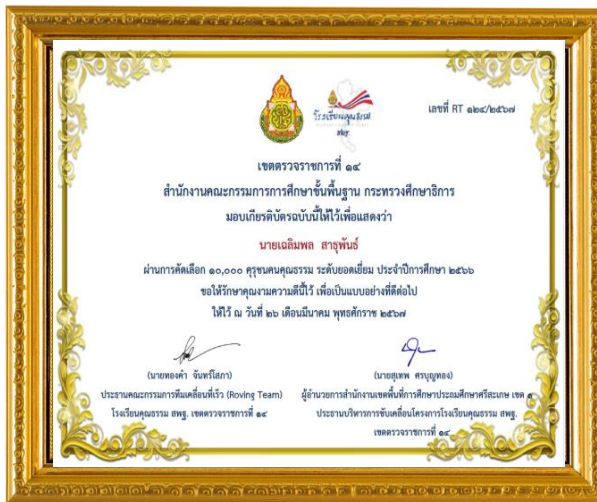 โรงเรียนคุณธรรม
สพฐ.
เลขที่ RT ๑๒๔/๒๕๖๗
เขตตรวจราชการที่ ๑๔
สำนักงานคณะกรรมการการศึกษาขั้นพื้นฐาน กระทรวงศึกษาธิการ
มอบเกียรติบัตรฉบับนี้ให้ไว้เพื่อแสดงว่า
นายเฉลิมพล สาธุพันธ์
ผ่านการคัดเลือก ๑๐,๐๐๐ คุรุชนคนคุณธรรม ระดับยอดเยี่ยม ประจำปีการศึกษา ๒๕๖๖
ขอให้รักษาคุณงามความดีนี้ไว้ เพื่อเป็นแบบอย่างที่ดีต่อไป
ให้ไว้ ณ วันที่ ๒๖ เดือนมีนาคม พุทธศักราช ๒๕๖๗
(นายทองคำ จันทร์โสภา)
ประธานคณะกรรมการทีมเคลื่อนที่เร็ว (Roving Team)
โรงเรียนคุณธรรม สพฐ. เขตตรวจราชการที่ ๑๔
(นายสุเทพ ศรบุญทอง)
ผู้อำนวยการสำนักงานเขตพื้นที่การศึกษาประถมศึกษาศรีสะเกษ เขต ๑
ประธานบริหารการขับเคลื่อนโครงการโรงเรียนคุณธรรม สพฐ.
เขตตรวจราชการที่ ๑๔